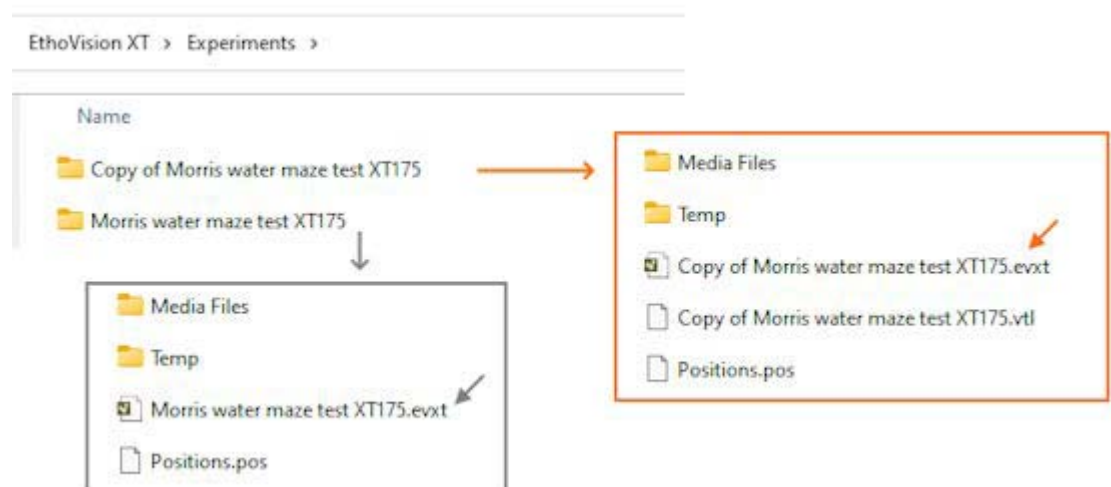 EthoVision XT > Experiments >
Name
Copy of Morris water maze test XT175
Morris water maze test XT175
Media Files
Temp
Morris water maze test XT175.evxt
Positions.pos
Media Files
Temp
Copy of Morris water maze test XT175.evxt
Copy of Morris water maze test XT175.vtl
Positions.pos